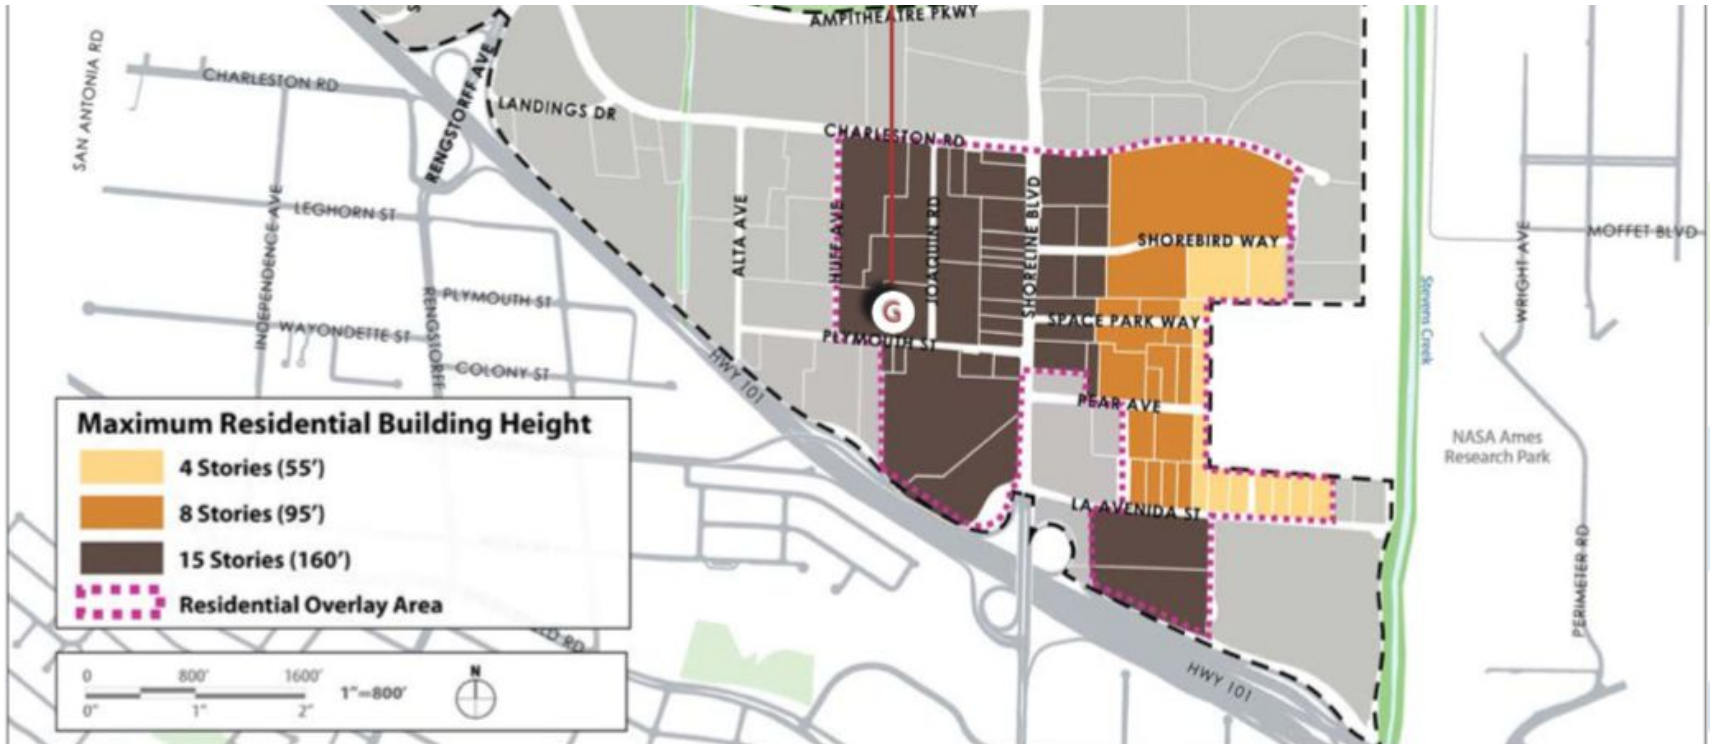 AMPITHEATRE PKWY
SAN ANTONIA RD
CHARLESTON RD
RENGSTORFF AVE
LANDINGS DR
CHARLESTON RD
INDEPENDENCE AVE
LEGHORN ST
ALTA AVE
HUFF AVE
JOAQUIN RD
SHORELINE BLVD
SHOREBIRD WAY
WRIGHT AVE
MOFFET BLVD
PLYMOUTH ST
RENGSTORFF
G
SPACE PARK WAY
Stevens Creek
WAYONDETTE ST
PLYMOUTH ST
COLONY ST
HWY 101
PEAR AVE
NASA Ames
Research Park
LA AVENIDA ST
PERIMETER RD
HWY 101
Maximum Residential Building Height
4 Stories (55')
8 Stories (95')
15 Stories (160')
Residential Overlay Area
RD
0 800' 1600'
1"=800'
0" 1" 2"
N